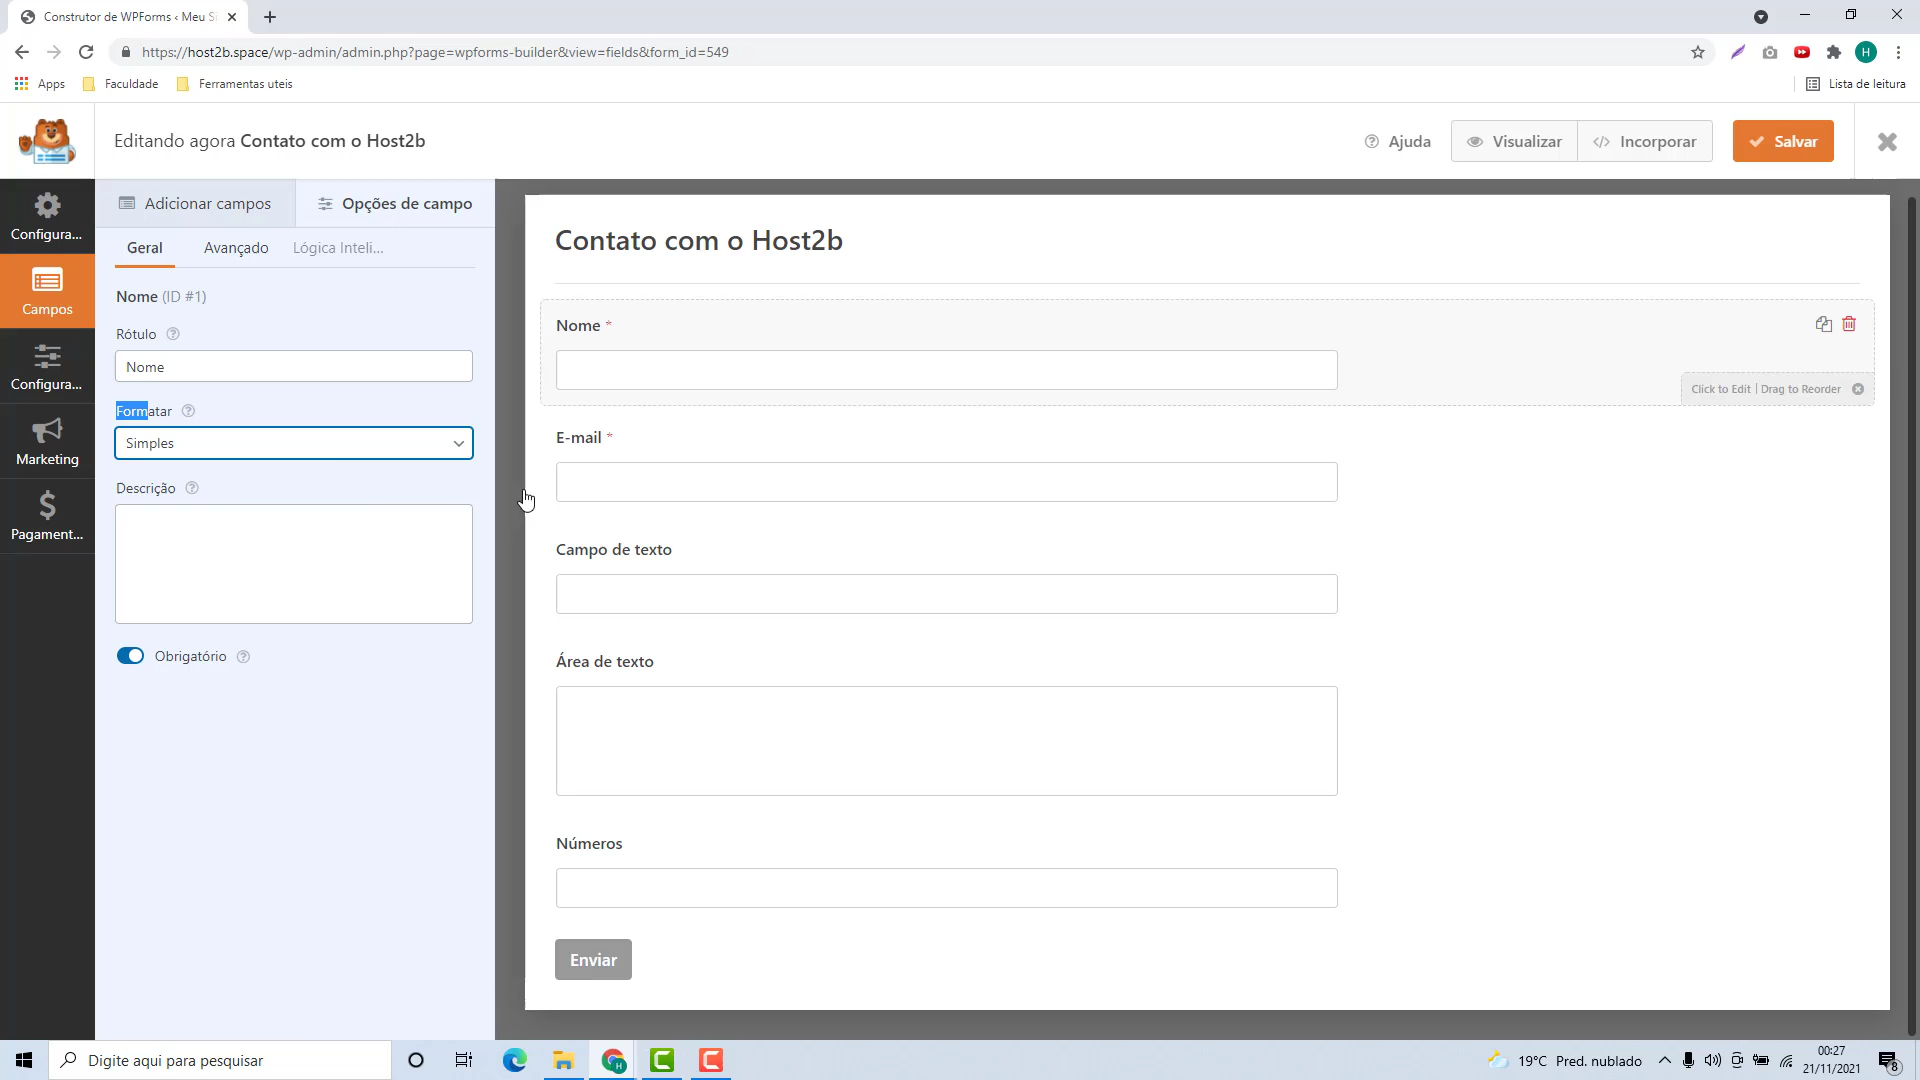 Construtor de WPForms ‹ Meu Si
https://host2b.space/wp-admin/admin.php?page=wpforms-builder&view=fields&form_id=549
H
Apps
Faculdade
Ferramentas uteis
Lista de leitura
Editando agora Contato com o Host2b
Ajuda
Visualizar
Incorporar
Salvar
Configura...
Campos
Configura...
Marketing
Pagament...
Adicionar campos
Opções de campo
Geral
Avançado
Lógica Inteli...
Nome (ID #1)
Rótulo
Nome
Formatar
Simples
Descrição
Obrigatório
Contato com o Host2b
Nome *
Click to Edit | Drag to Reorder
E-mail *
Campo de texto
Área de texto
Números
Enviar
Digite aqui para pesquisar
19°C Pred. nublado
00:27
21/11/2021
8